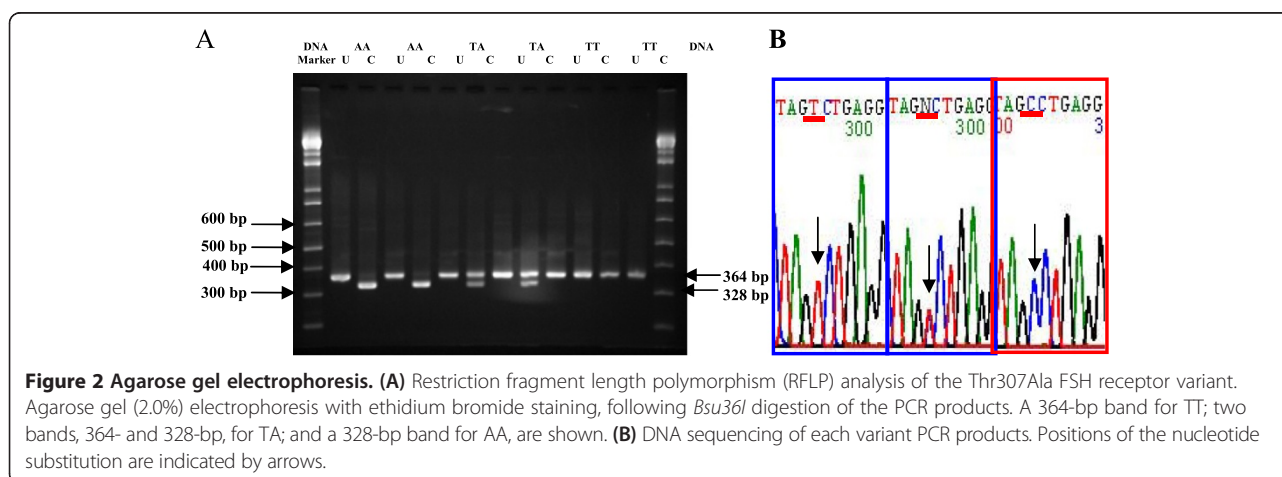 A
DNA AA AA TA TA TT TT DNA
Marker U C U C U C U C U C U C
600 bp
500 bp
400 bp
300 bp
364 bp
328 bp
B
TAGTCTGAGG TAGNCTGAGC TAGCCTGAGG
300 300 00 3
Figure 2 Agarose gel electrophoresis. (A) Restriction fragment length polymorphism (RFLP) analysis of the Thr307Ala FSH receptor variant.
Agarose gel (2.0%) electrophoresis with ethidium bromide staining, following Bsu36I digestion of the PCR products. A 364-bp band for TT; two
bands, 364- and 328-bp, for TA; and a 328-bp band for AA, are shown. (B) DNA sequencing of each variant PCR products. Positions of the nucleotide
substitution are indicated by arrows.